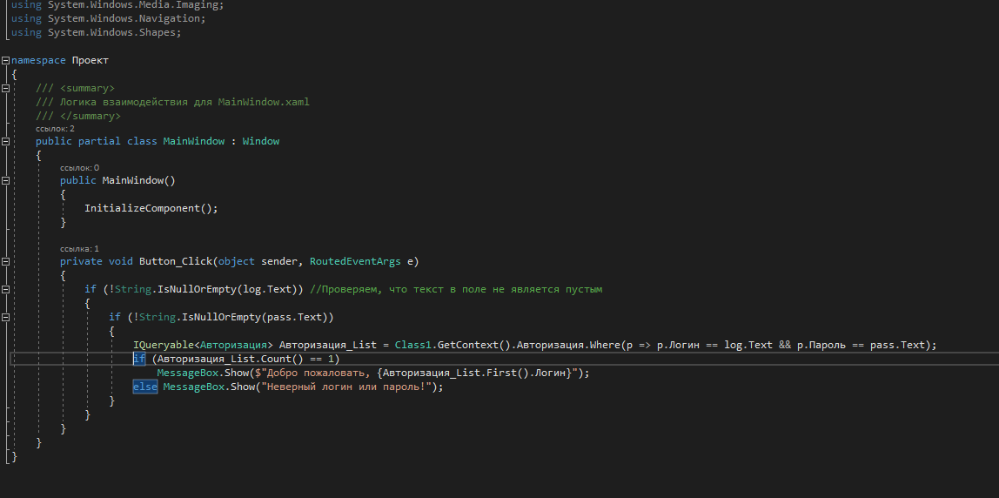 using System.Windows.Media.Imaging;
using System.Windows.Navigation;
using System.Windows.Shapes;
namespace Проект
{
/// <summary>
/// Логика взаимодействия для MainWindow.xaml
/// </summary>
ссылок: 2
public partial class MainWindow : Window
{
ссылок: 0
public MainWindow()
{
InitializeComponent();
}
ссылка: 1
private void Button_Click(object sender, RoutedEventArgs e)
{
if (!String.IsNullOrEmpty(log.Text)) //Проверяем, что текст в поле не является пустым
{
if (!String.IsNullOrEmpty(pass.Text))
{
IQueryable<Авторизация> Авторизация_List = Class1.GetContext().Авторизация.Where(p => p.Логин == log.Text && p.Пароль == pass.Text);
if (Авторизация_List.Count() == 1)
MessageBox.Show($"Добро пожаловать, {Авторизация_List.First().Логин}");
else MessageBox.Show("Неверный логин или пароль!");
}
}
}
}
}